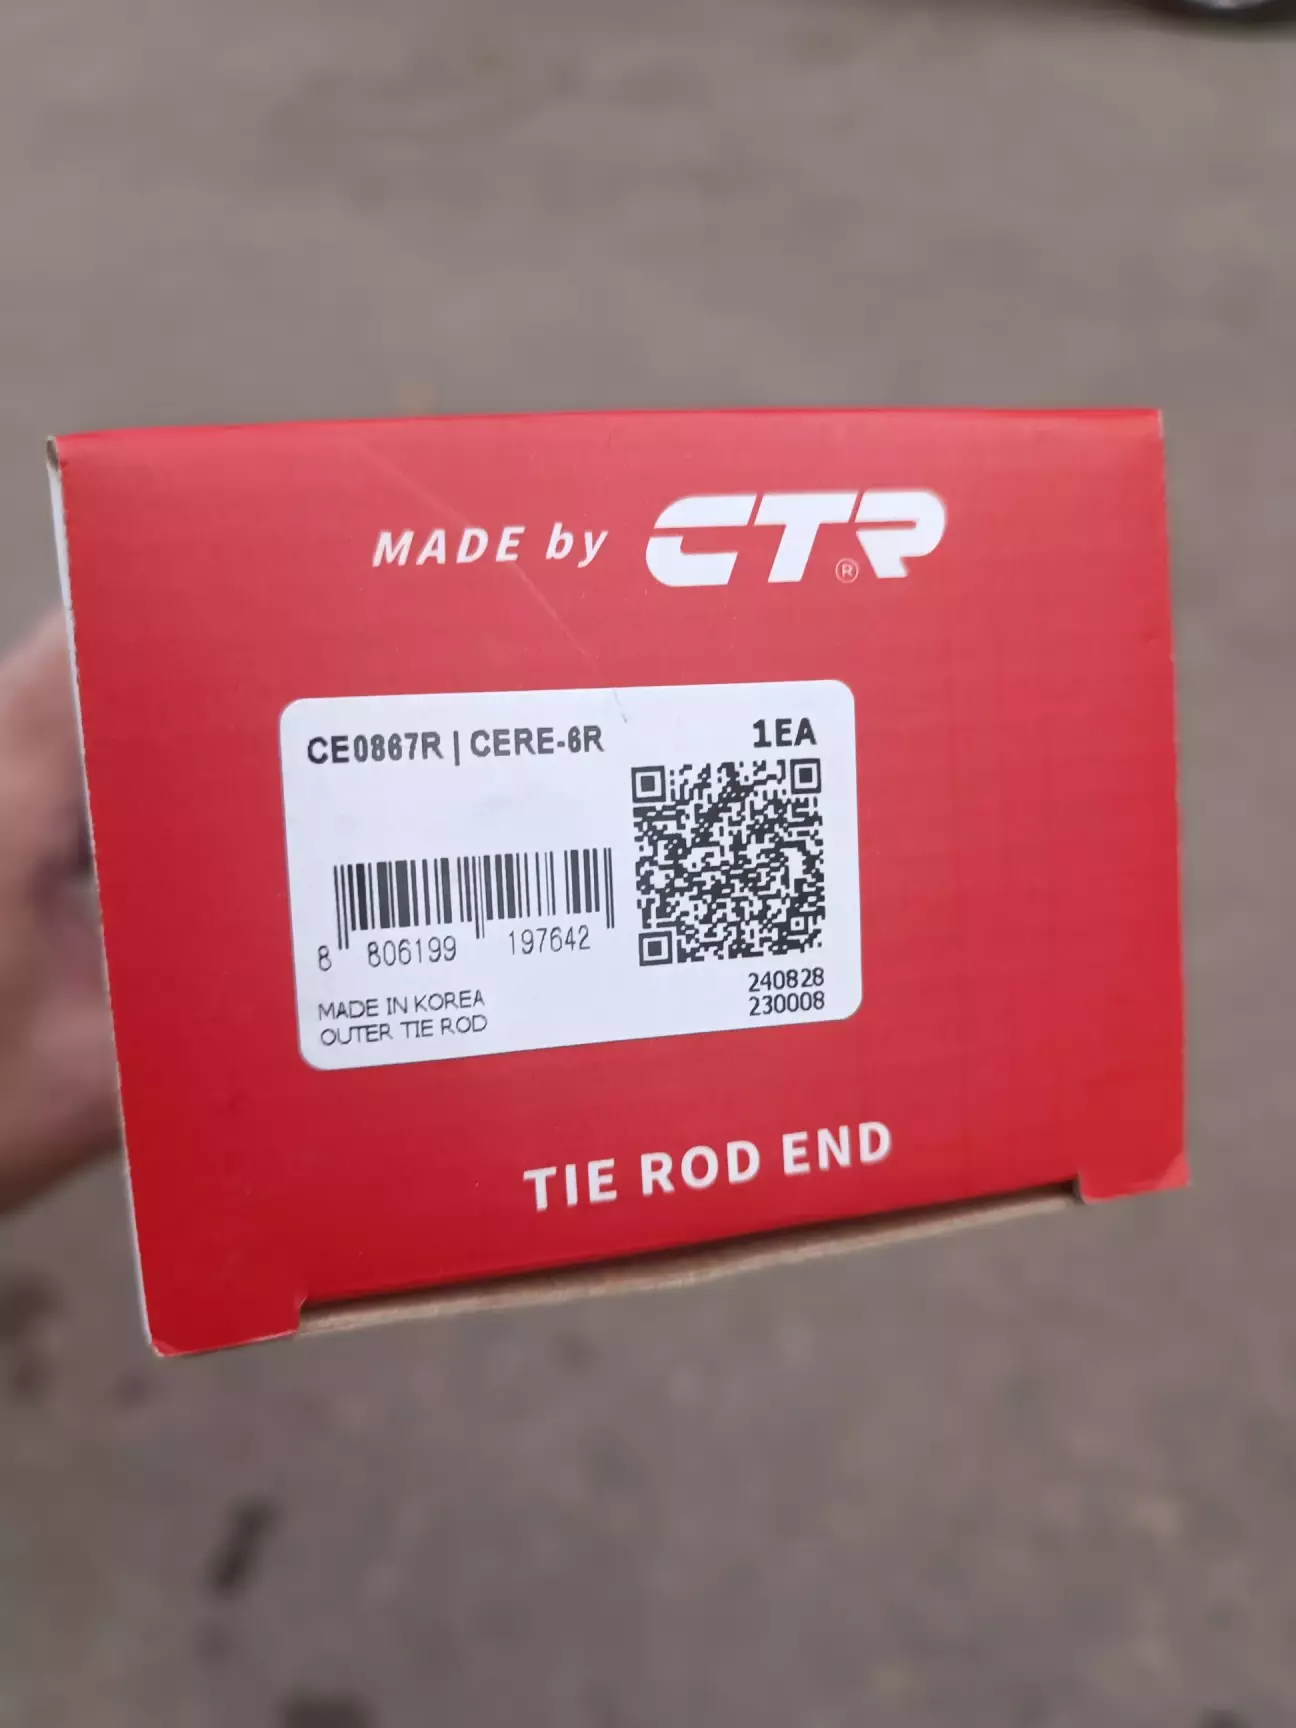 MADE by CTR®
CE0867R | CERE-6R
1EA
8 806199 197642
MADE IN KOREA
OUTER TIE ROD
240828
230008
TIE ROD END